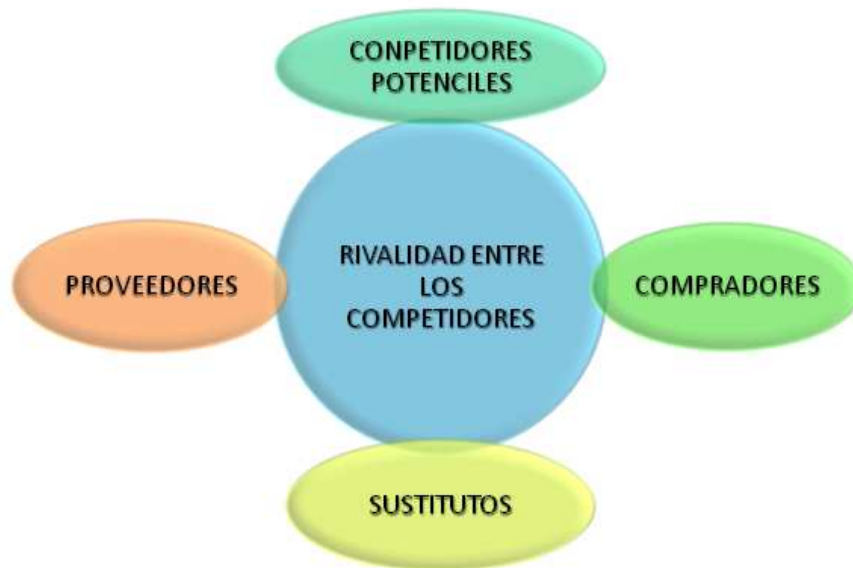 CONPETIDORES
POTENCILES
PROVEEDORES
RIVALIDAD ENTRE
LOS
COMPETIDORES
COMPRADORES
SUSTITUTOS